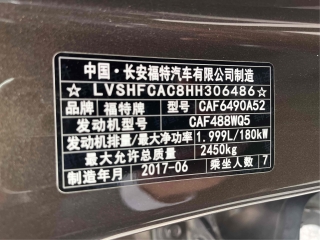 中国·长安福特汽车有限公司制造
☆ LVSHFCAC8HH306486 ☆
品牌 福特牌 型号 CAF6490A52
发动机型号 CAF488WQ5
发动机排量/最大净功率 1.999L/180kW
最大允许总质量 2450kg
制造年月 2017-06 乘坐人数 7